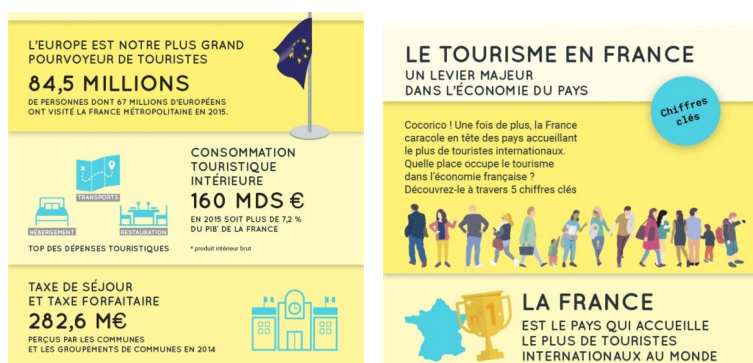 L'EUROPE EST NOTRE PLUS GRAND
POURVOYEUR DE TOURISTES
84,5 MILLIONS
DE PERSONNES DONT 67 MILLIONS D'EUROPÉENS
ONT VISITÉ LA FRANCE MÉTROPOLITAINE EN 2015.
TRANSPORTS
HÉBERGEMENT
RESTAURATION
TOP DES DÉPENSES TOURISTIQUES
CONSOMMATION
TOURISTIQUE
INTÉRIEURE
160 MDS €
EN 2015 SOIT PLUS DE 7,2 %
DU PIB* DE LA FRANCE
* produit intérieur brut
TAXE DE SÉJOUR
ET TAXE FORFAITAIRE
282,6 M€
PERÇUS PAR LES COMMUNES
ET LES GROUPEMENTS DE COMMUNES EN 2014
LE TOURISME EN FRANCE
UN LEVIER MAJEUR
DANS L'ÉCONOMIE DU PAYS
Chiffres
clés
Cocorico ! Une fois de plus, la France
caracole en tête des pays accueillant
le plus de touristes internationaux.
Quelle place occupe le tourisme
dans l'économie française ?
Découvrez-le à travers 5 chiffres clés
n°1
LA FRANCE
EST LE PAYS QUI ACCUEILLE
LE PLUS DE TOURISTES
INTERNATIONAUX AU MONDE